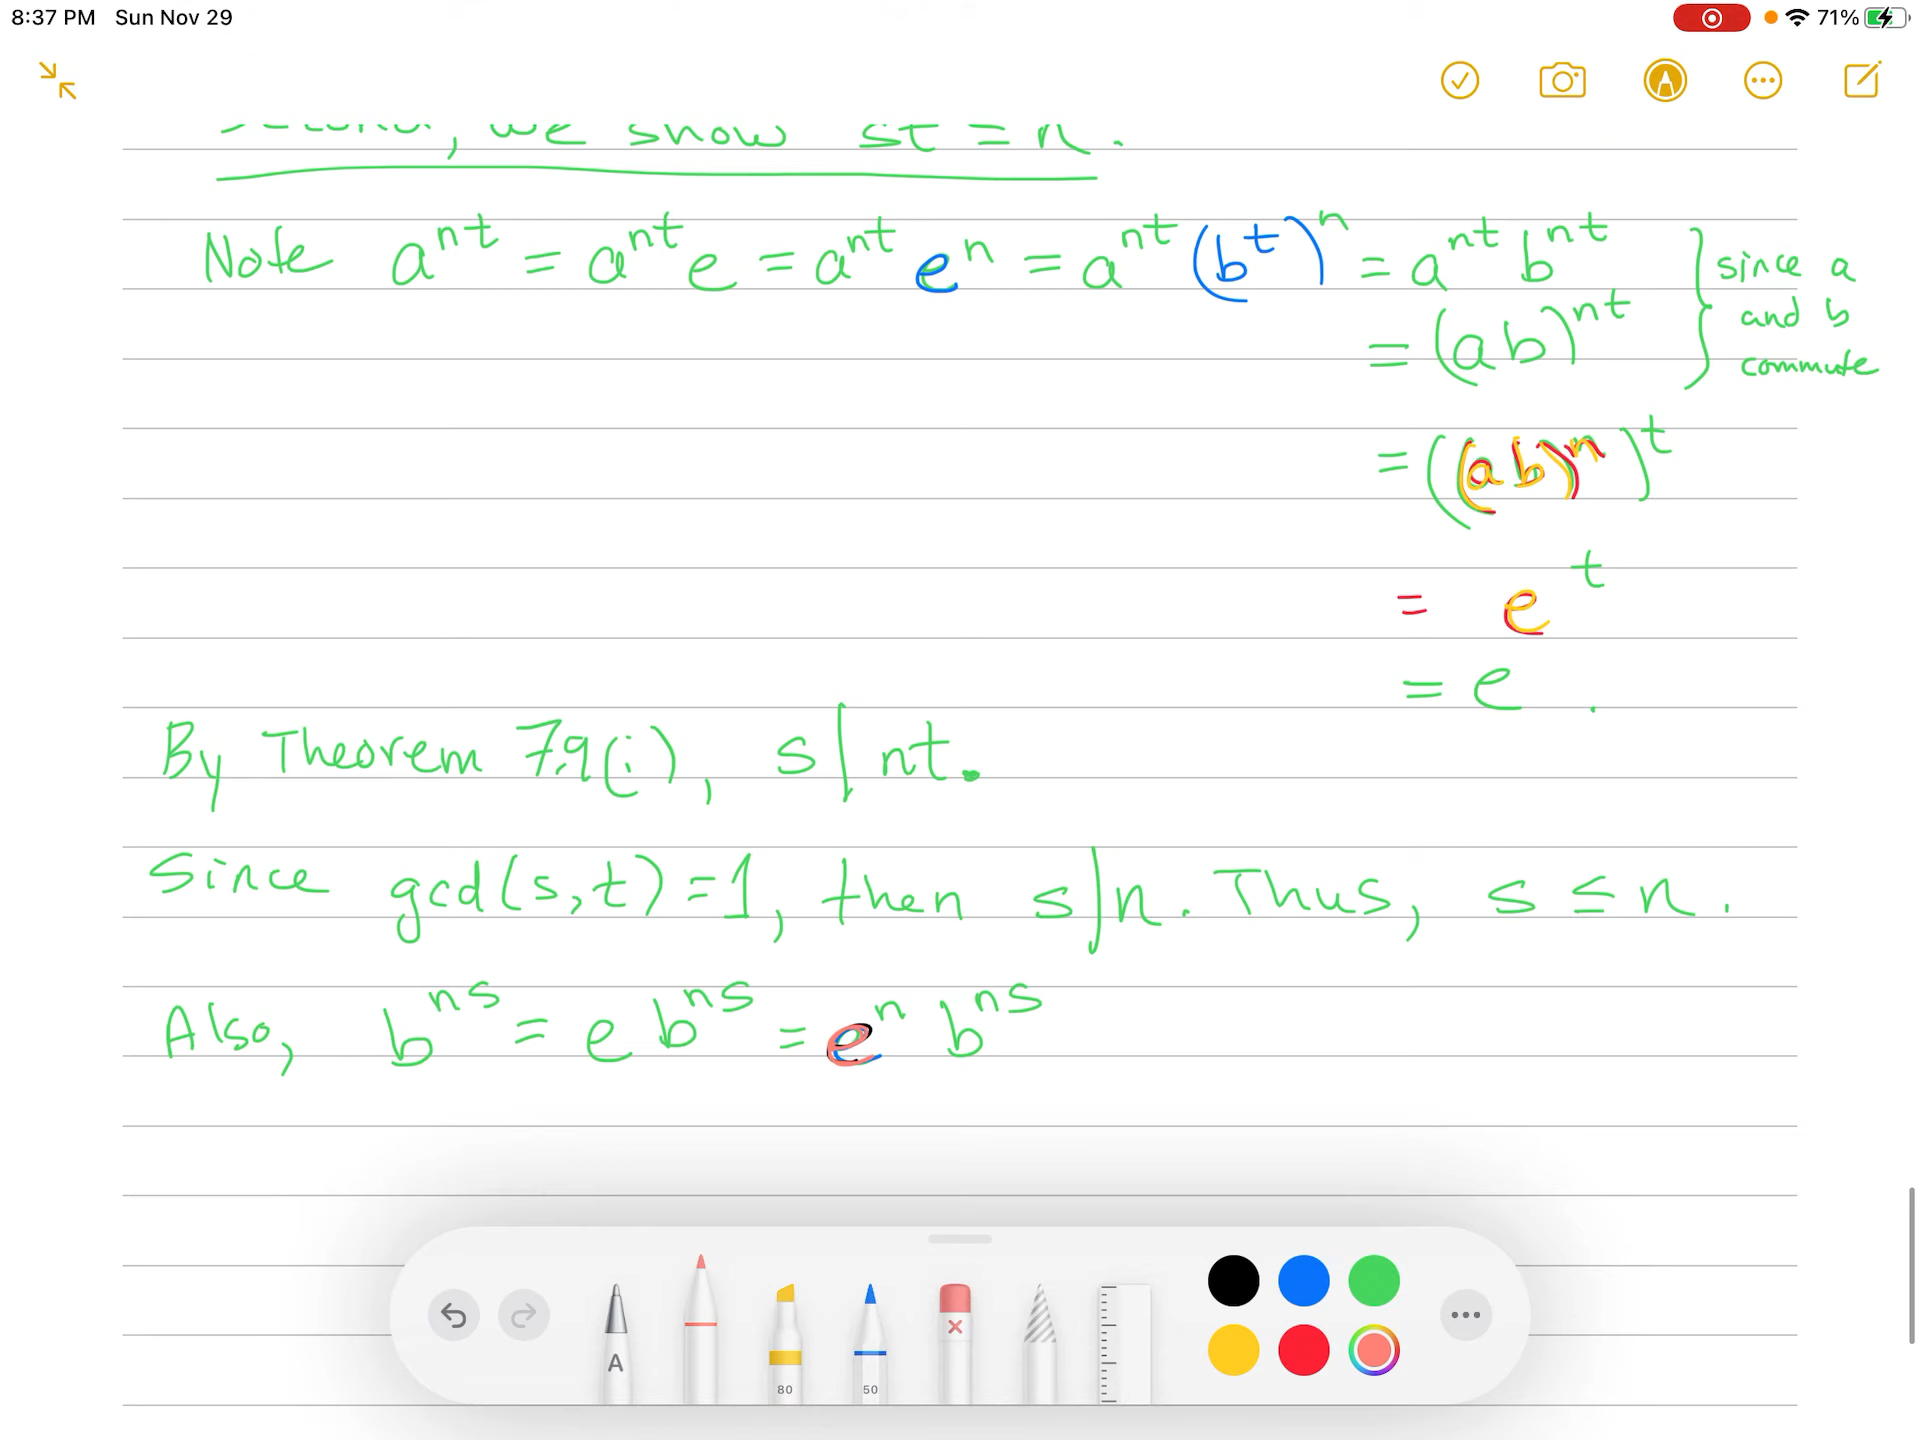 8:37 PM Sun Nov 29 71%
second, we show st = n.
Note a^{nt} = a^{nt} e = a^{nt} e^n = a^{nt} (b^t)^n = a^{nt} b^{nt} } since a
= (ab)^{nt} and b
commute
= ((ab)^n)^t
= e^t
= e.
By Theorem 7.9(i), s | nt.
Since gcd(s,t) = 1, then s | n. Thus, s ≤ n.
Also, b^{ns} = e b^{ns} = e^n b^{ns}
A
80
50